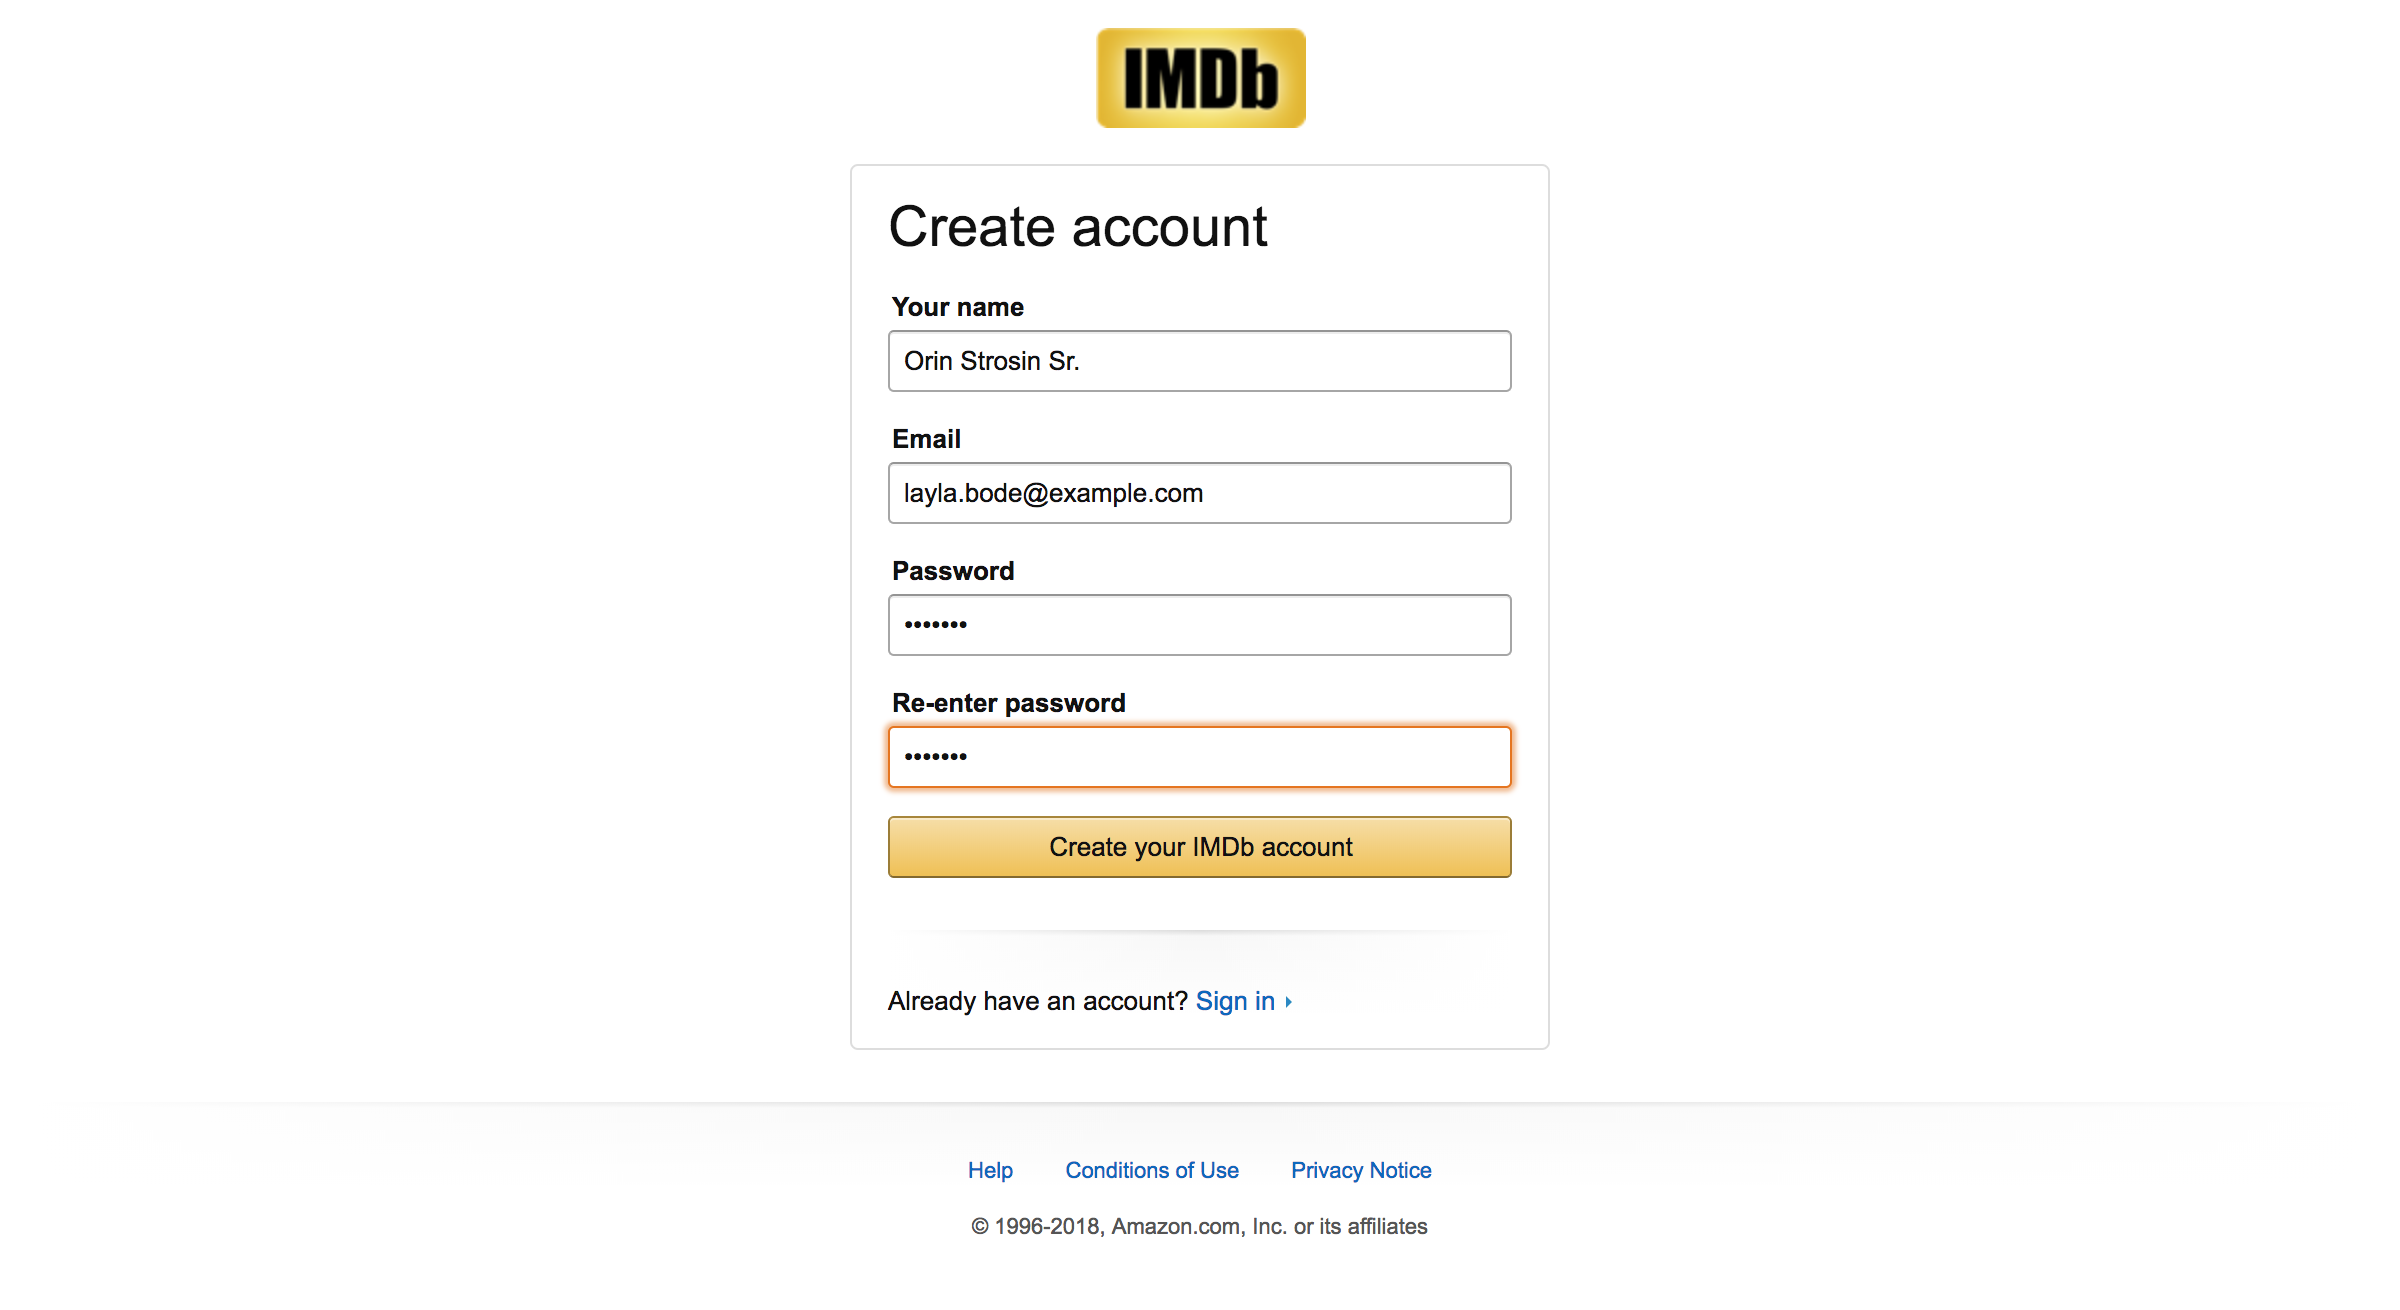 IMDb
Create account
Your name
Orin Strosin Sr.
Email
layla.bode@example.com
Password
•••••••
Re-enter password
•••••••
Create your IMDb account
Already have an account? Sign in
Help Conditions of Use Privacy Notice
© 1996-2018, Amazon.com, Inc. or its affiliates